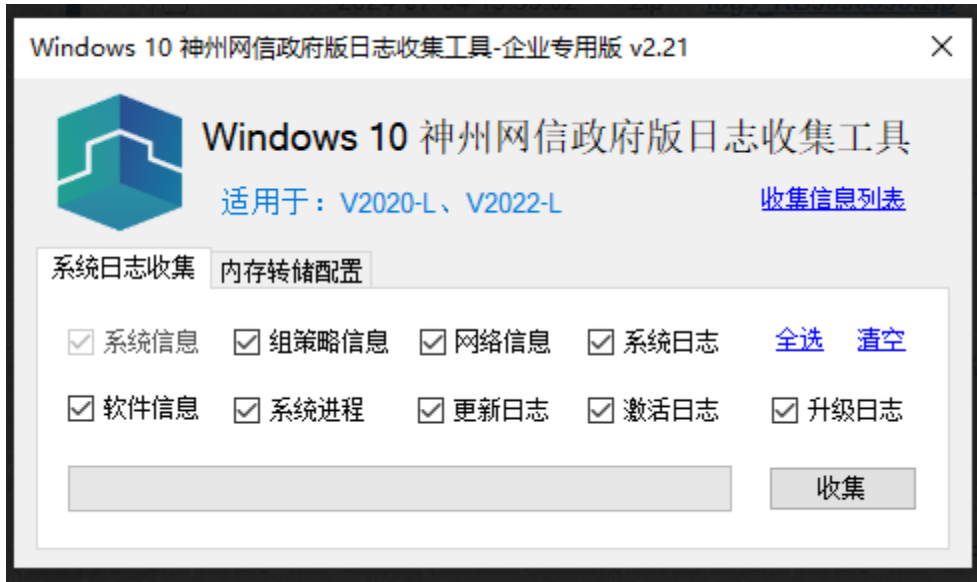 Windows 10 神州网信政府版日志收集工具-企业专用版 v2.21
Windows 10 神州网信政府版日志收集工具
适用于：V2020-L、V2022-L 收集信息列表
系统日志收集 内存转储配置
系统信息 组策略信息 网络信息 系统日志 全选 清空
软件信息 系统进程 更新日志 激活日志 升级日志
收集